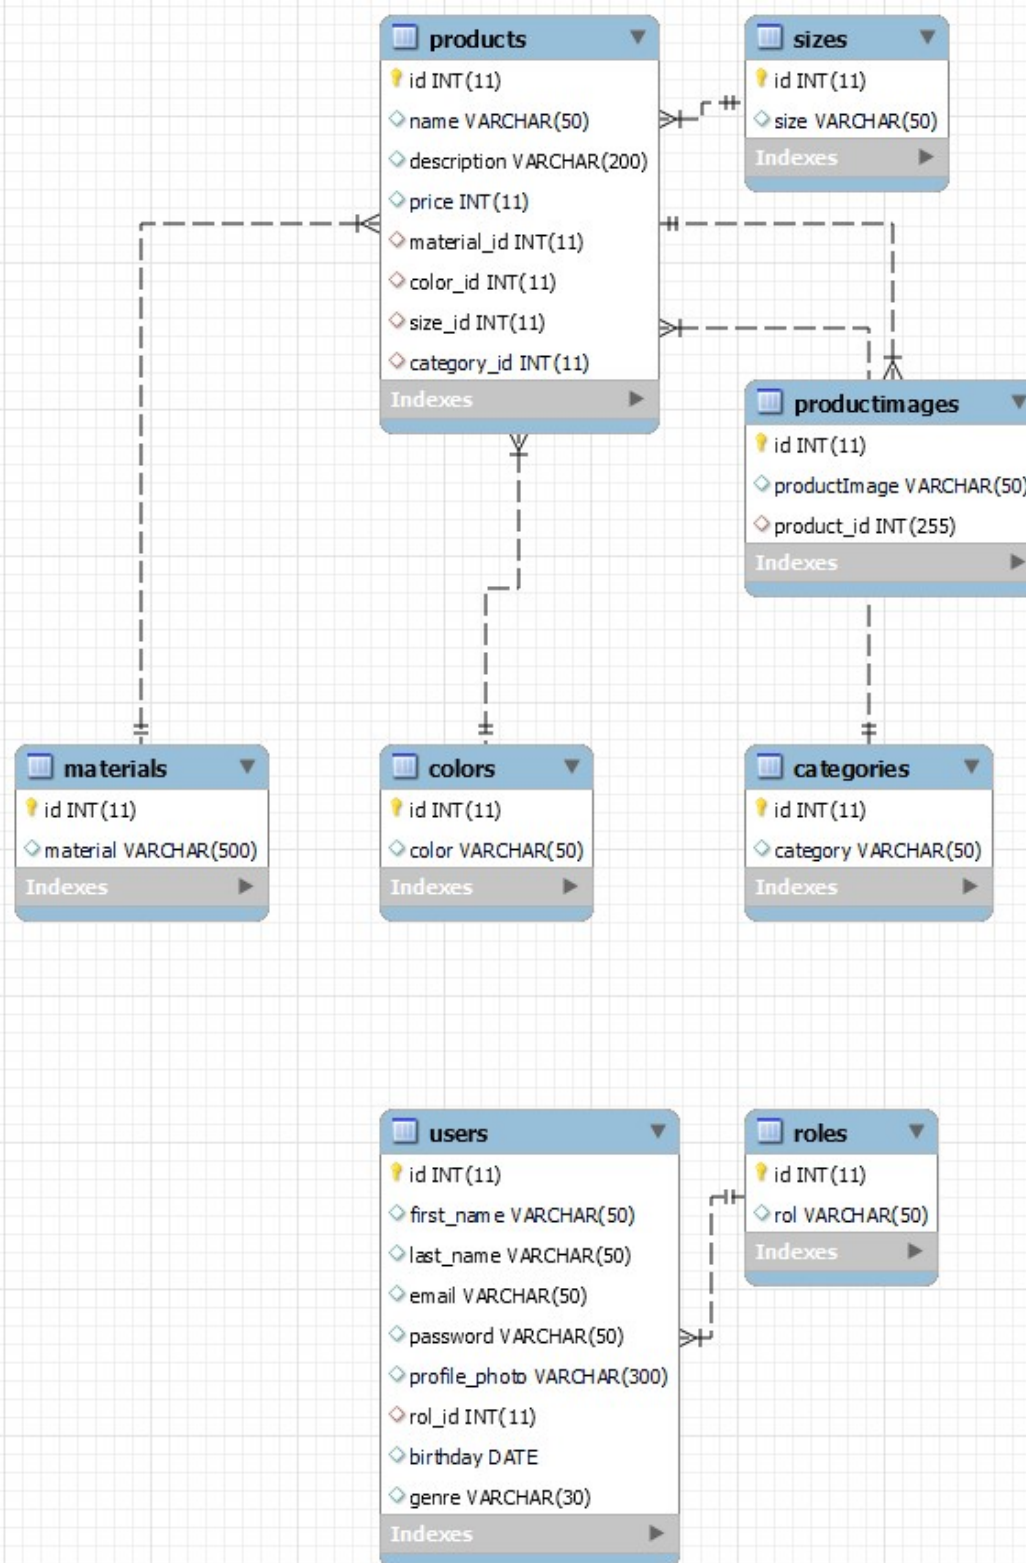 products
id INT(11)
name VARCHAR(50)
description VARCHAR(200)
price INT(11)
material_id INT(11)
color_id INT(11)
size_id INT(11)
category_id INT(11)
Indexes
sizes
id INT(11)
size VARCHAR(50)
Indexes
productimages
id INT(11)
productImage VARCHAR(50)
product_id INT(255)
Indexes
materials
id INT(11)
material VARCHAR(500)
Indexes
colors
id INT(11)
color VARCHAR(50)
Indexes
categories
id INT(11)
category VARCHAR(50)
Indexes
users
id INT(11)
first_name VARCHAR(50)
last_name VARCHAR(50)
email VARCHAR(50)
password VARCHAR(50)
profile_photo VARCHAR(300)
rol_id INT(11)
birthday DATE
genre VARCHAR(30)
Indexes
roles
id INT(11)
rol VARCHAR(50)
Indexes